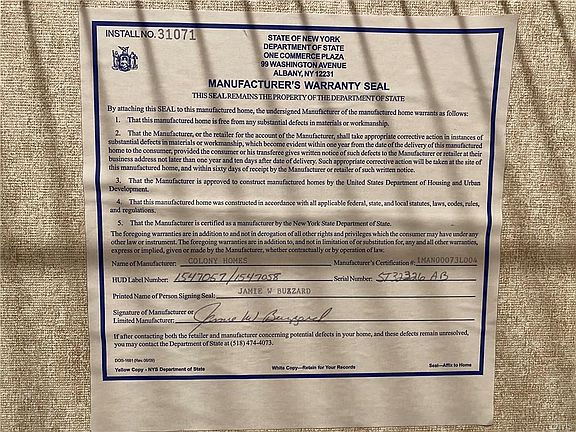 INSTALL NO. 31071
STATE OF NEW YORK
DEPARTMENT OF STATE
ONE COMMERCE PLAZA
99 WASHINGTON AVENUE
ALBANY, NY 12231
MANUFACTURER'S WARRANTY SEAL
THIS SEAL REMAINS THE PROPERTY OF THE DEPARTMENT OF STATE
By attaching this SEAL to this manufactured home, the undersigned Manufacturer of the manufactured home warrants as follows:
1. That this manufactured home is free from any substantial defects in materials or workmanship.
2. That the Manufacturer, or the retailer for the account of the Manufacturer, shall take appropriate corrective action in instances of
substantial defects in materials or workmanship, which become evident within one year from the date of the delivery of this manufactured
home to the consumer, provided the consumer or his transferee gives written notice of such defects to the Manufacturer or retailer at their
business address not later than one year and ten days after date of delivery. Such appropriate corrective action will be taken at the site of
this manufactured home, and within sixty days of receipt by the Manufacturer or retailer of such written notice.
3. That the Manufacturer is approved to construct manufactured homes by the United States Department of Housing and Urban
Development.
4. That this manufactured home was constructed in accordance with all applicable federal, state, and local statutes, laws, codes, rules,
and regulations.
5. That the Manufacturer is certified as a manufacturer by the New York State Department of State.
The foregoing warranties are in addition to and not in derogation of all other rights and privileges which the consumer may have under any
other law or instrument. The foregoing warranties are in addition to, and not in limitation of or substitution for, any and all other warranties,
express or implied, given or made by the Manufacturer, whether contractually or by operation of law.
Name of Manufacturer: COLONY HOMES Manufacturer's Certification #: 1MAN00073L004
HUD Label Number: 1547057/1547058 Serial Number: ST32326 AB
Printed Name of Person Signing Seal: JAMIE W BUZZARD
Signature of Manufacturer or
Limited Manufacturer: Jamie W. Buzzard
If after contacting both the retailer and manufacturer concerning potential defects in your home, and these defects remain unresolved,
you may contact the Department of State at (518) 474-4073.
DOS-1681 (Rev. 09/09)
Yellow Copy - NYS Department of State White Copy—Retain for Your Records Seal—Affix to Home